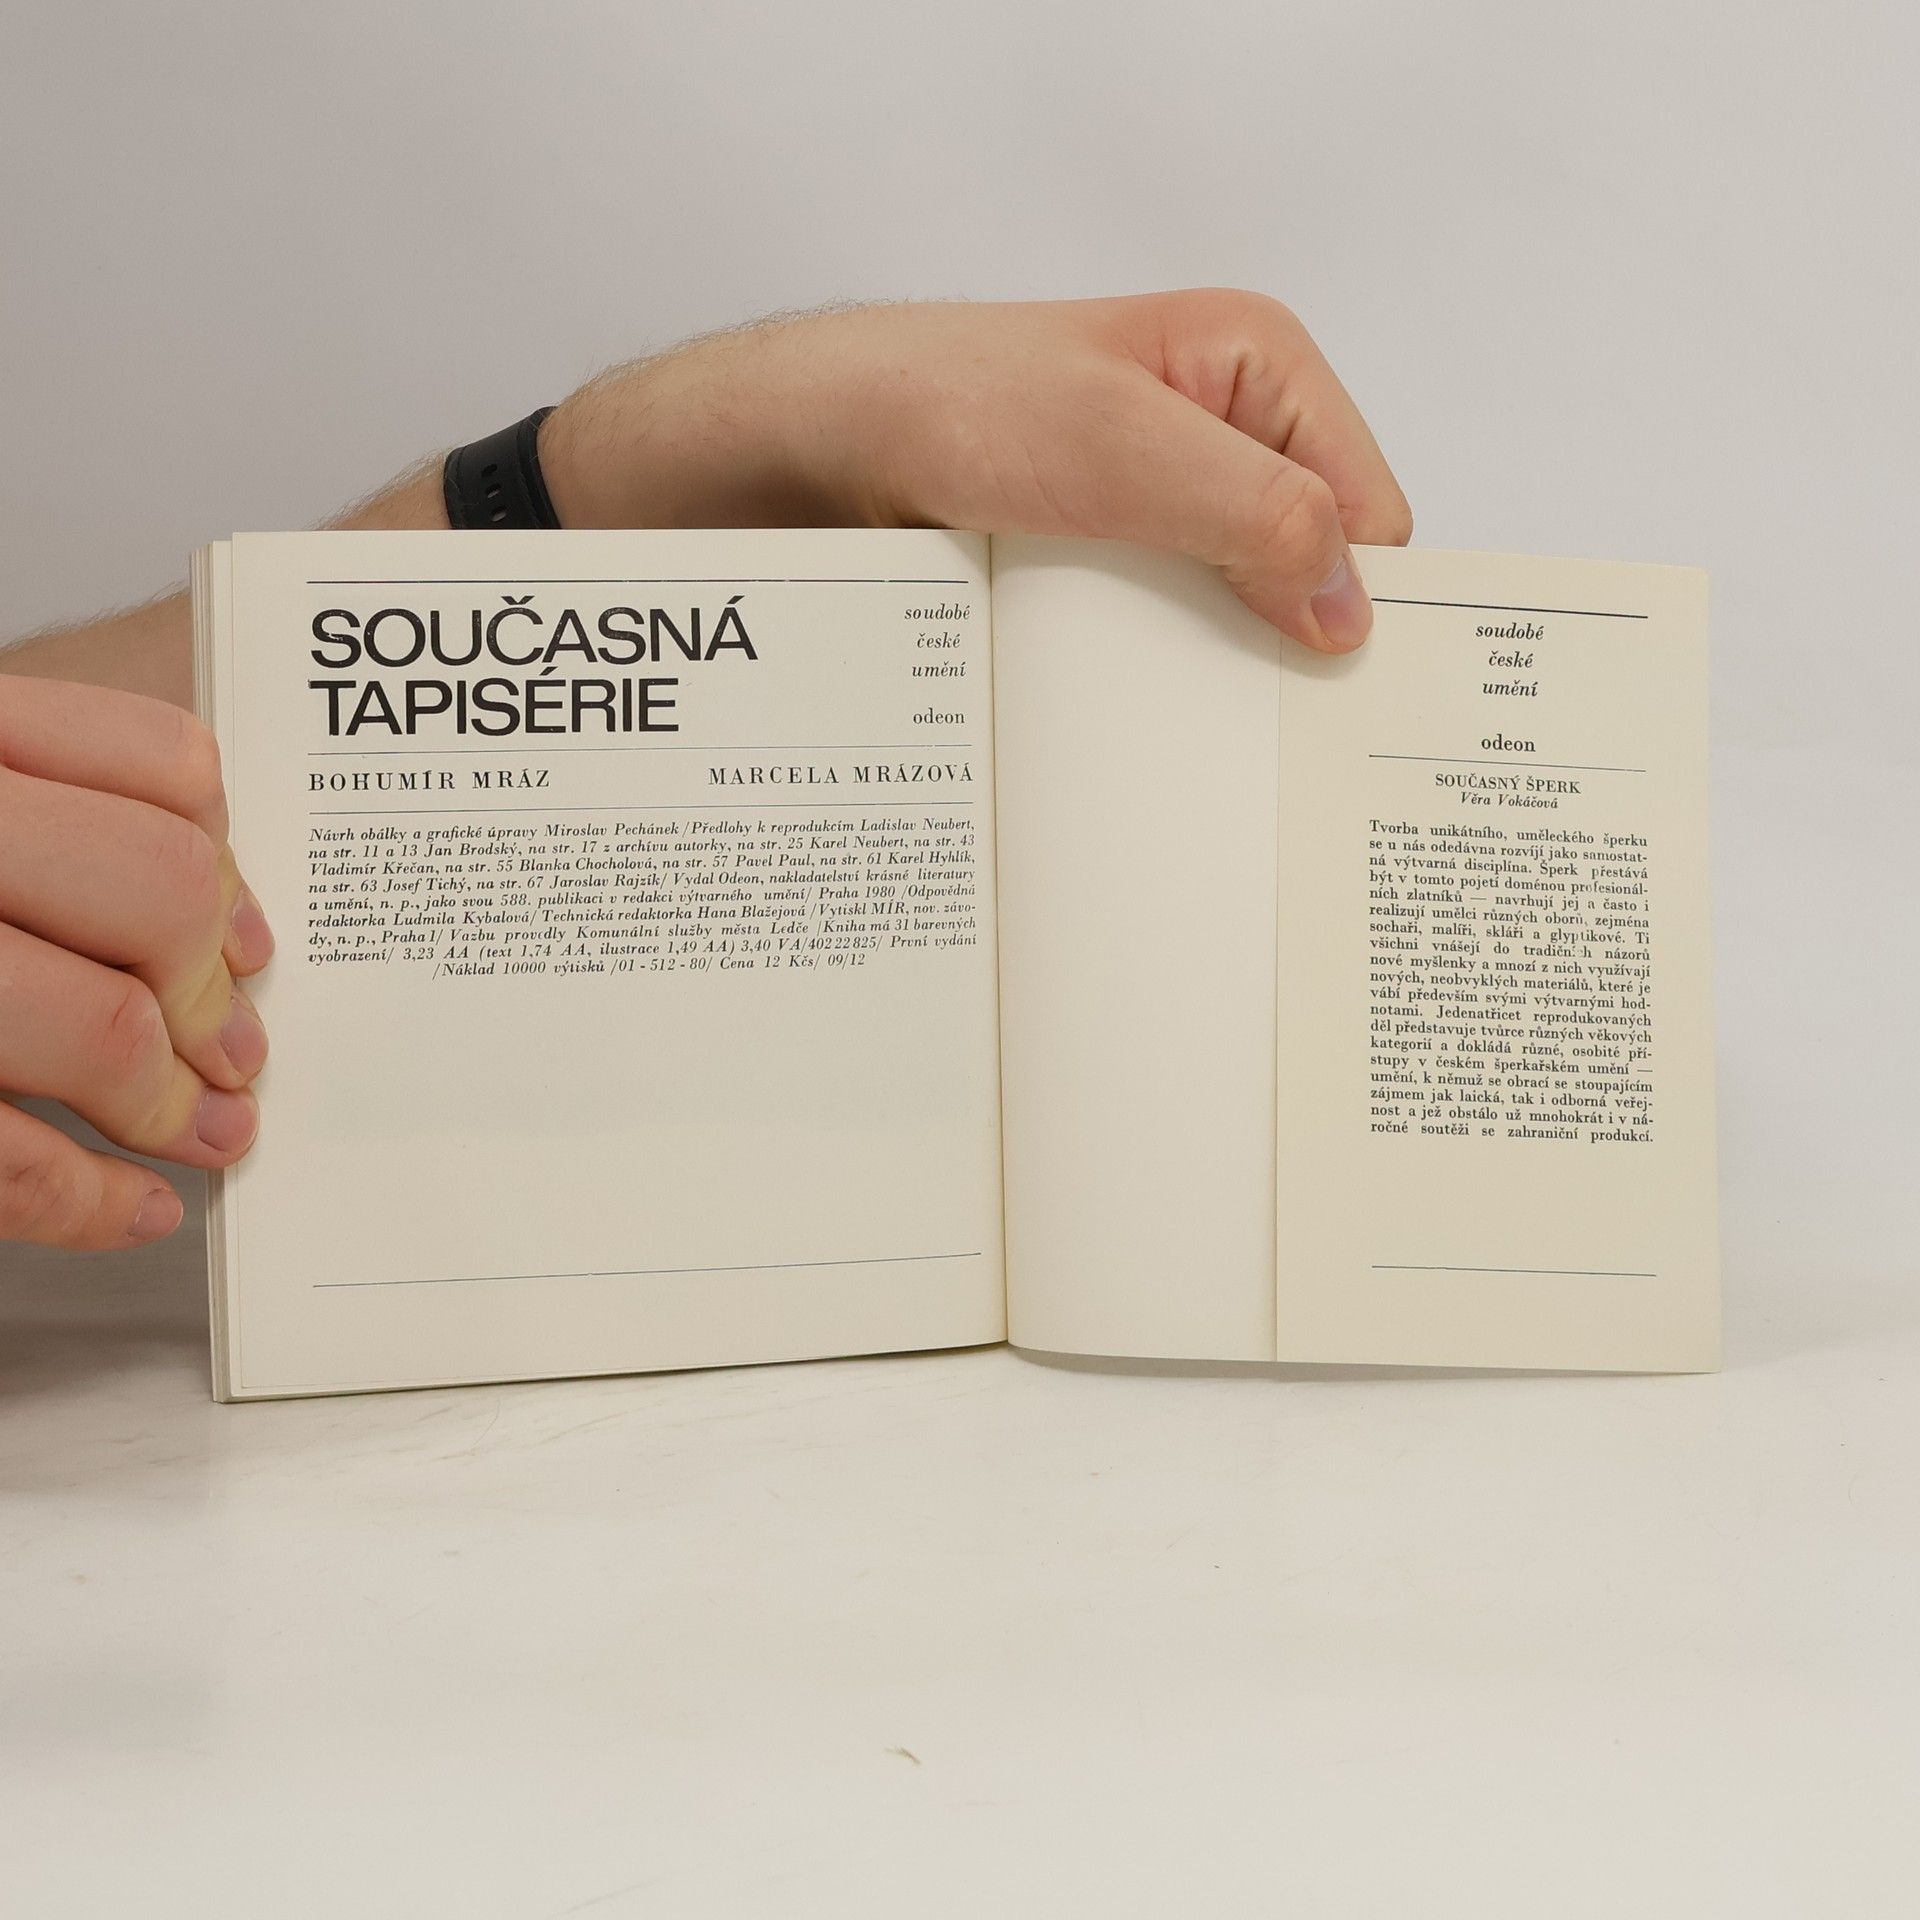 SOUČASNÁ
TAPISÉRIE
soudobé
české
umění
odeon
BOHUMÍR MRÁZ MARCELA MRÁZOVÁ
Návrh obálky a grafické úpravy Miroslav Pechánek /Předlohy k reprodukcím Ladislav Neubert,
na str. 11 a 13 Jan Brodský, na str. 17 z archívu autorky, na str. 25 Karel Neubert, na str. 43
Vladimír Křečan, na str. 55 Blanka Chocholová, na str. 57 Pavel Paul, na str. 61 Karel Hyhlík,
na str. 63 Josef Tichý, na str. 67 Jaroslav Rajzík/ Vydal Odeon, nakladatelství krásné literatury
a umění, n. p., jako svou 588. publikaci v redakci výtvarného umění/ Praha 1980 /Odpovědná
redaktorka Ludmila Kybalová/ Technická redaktorka Hana Blažejová /Vytiskl MÍR, nov. závo-
dy, n. p., Praha 1/ Vazbu provedly Komunální služby města Ledče /Kniha má 31 barevných
vyobrazení/ 3,23 AA (text 1,74 AA, ilustrace 1,49 AA) 3,40 VA/402 22 825/ První vydání
/Náklad 10000 výtisků /01 - 512 - 80/ Cena 12 Kčs/ 09/12
soudobé
české
umění
odeon
SOUČASNÝ ŠPERK
Věra Vokáčová
Tvorba unikátního, uměleckého šperku
se u nás odedávna rozvíjí jako samostat-
ná výtvarná disciplína. Šperk přestává
být v tomto pojetí doménou profesionál-
ních zlatníků — navrhují jej a často i
realizují umělci různých oborů, zejména
sochaři, malíři, skláři a glyptikové. Ti
všichni vnášejí do tradičních názorů
nové myšlenky a mnozí z nich využívají
nových, neobvyklých materiálů, které je
vábí především svými výtvarnými hod-
notami. Jedenatřicet reprodukovaných
děl představuje tvůrce různých věkových
kategorií a dokládá různé, osobité pří-
stupy v českém šperkařském umění —
umění, k němuž se obrací se stoupajícím
zájmem jak laická, tak i odborná veřej-
nost a jež obstálo už mnohokrát i v ná-
ročné soutěži se zahraniční produkcí.